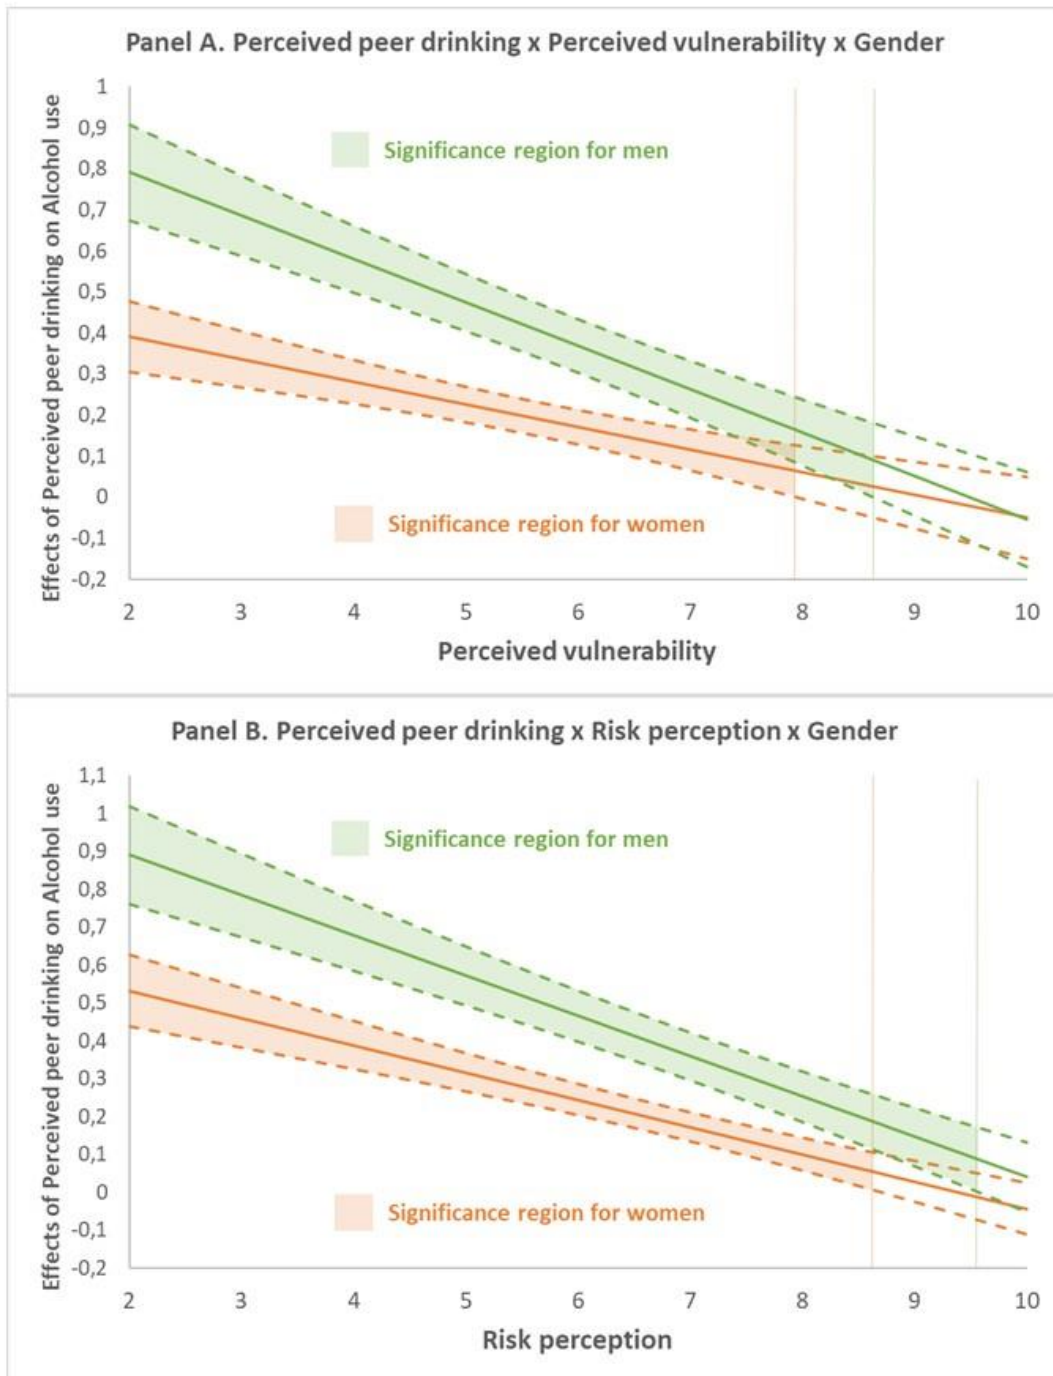 Panel A. Perceived peer drinking x Perceived vulnerability x Gender
Effects of Perceived peer drinking on Alcohol use
1
0,9
0,8
0,7
0,6
0,5
0,4
0,3
0,2
0,1
0
-0,1
-0,2
Significance region for men
Significance region for women
2 3 4 5 6 7 8 9 10
Perceived vulnerability
Panel B. Perceived peer drinking x Risk perception x Gender
Effects of Perceived peer drinking on Alcohol use
1,1
1
0,9
0,8
0,7
0,6
0,5
0,4
0,3
0,2
0,1
0
-0,1
-0,2
Significance region for men
Significance region for women
2 3 4 5 6 7 8 9 10
Risk perception